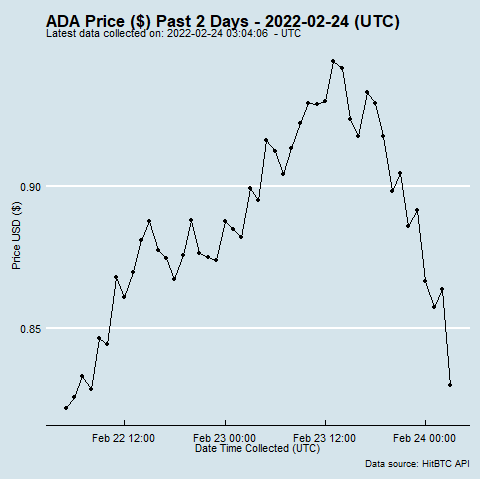 ADA Price ($) Past 2 Days - 2022-02-24 (UTC)
Latest data collected on: 2022-02-24 03:04:06 - UTC
0.90
Price USD ($)
0.85
Feb 22 12:00 Feb 23 00:00 Feb 23 12:00 Feb 24 00:00
Date Time Collected (UTC)
Data source: HitBTC API